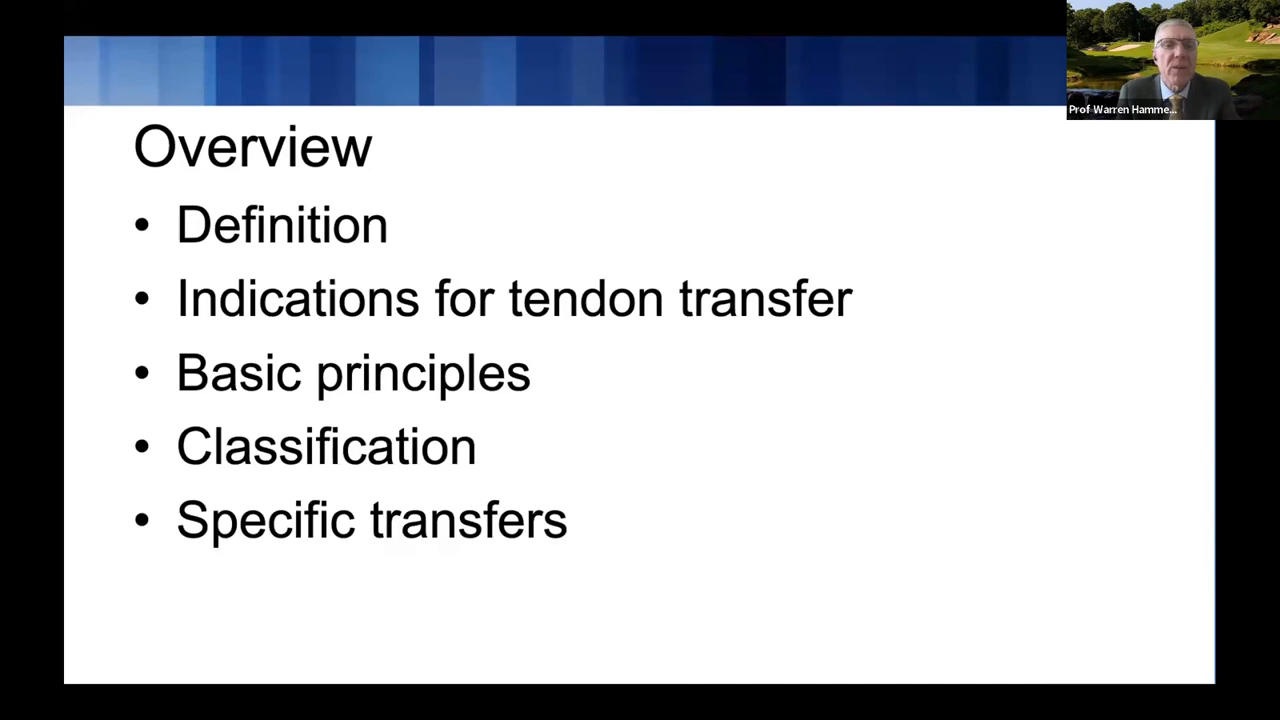 Prof Warren Hamme...
Overview
• Definition
• Indications for tendon transfer
• Basic principles
• Classification
• Specific transfers